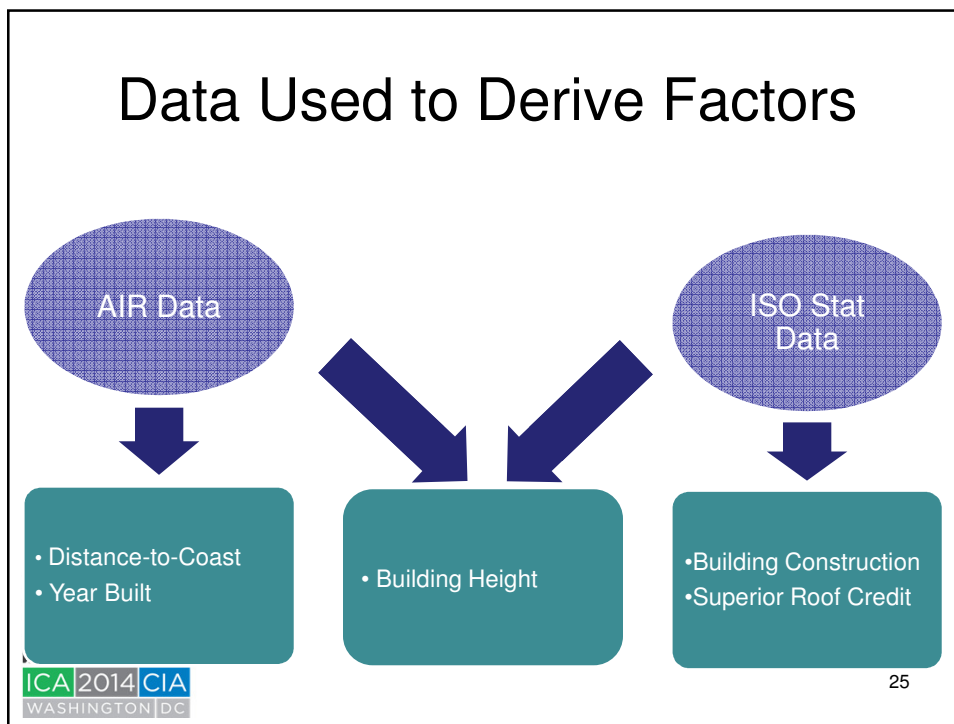 Data Used to Derive Factors
AIR Data
ISO Stat
Data
• Distance-to-Coast
• Year Built
• Building Height
•Building Construction
•Superior Roof Credit
ICA 2014 CIA
WASHINGTON DC
25